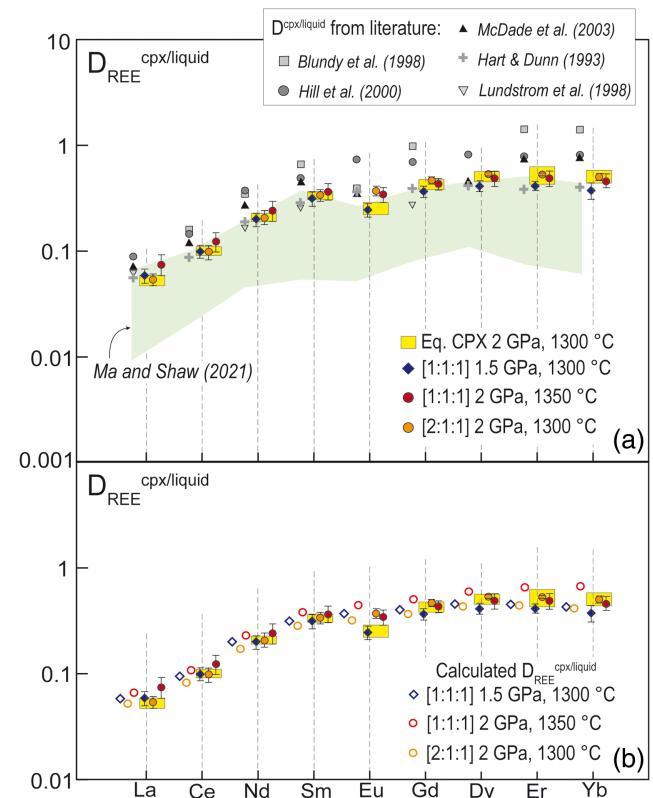 10
D_REE^cpx/liquid
D^cpx/liquid from literature:
McDade et al. (2003)
Blundy et al. (1998)
Hart & Dunn (1993)
Hill et al. (2000)
Lundstrom et al. (1998)
1
0.1
0.01
Ma and Shaw (2021)
Eq. CPX 2 GPa, 1300 °C
[1:1:1] 1.5 GPa, 1300 °C
[1:1:1] 2 GPa, 1350 °C
[2:1:1] 2 GPa, 1300 °C
(a)
0.001
D_REE^cpx/liquid
1
0.1
Calculated D_REE^cpx/liquid
[1:1:1] 1.5 GPa, 1300 °C
[1:1:1] 2 GPa, 1350 °C
[2:1:1] 2 GPa, 1300 °C
(b)
0.01
La Ce Nd Sm Eu Gd Dy Er Yb